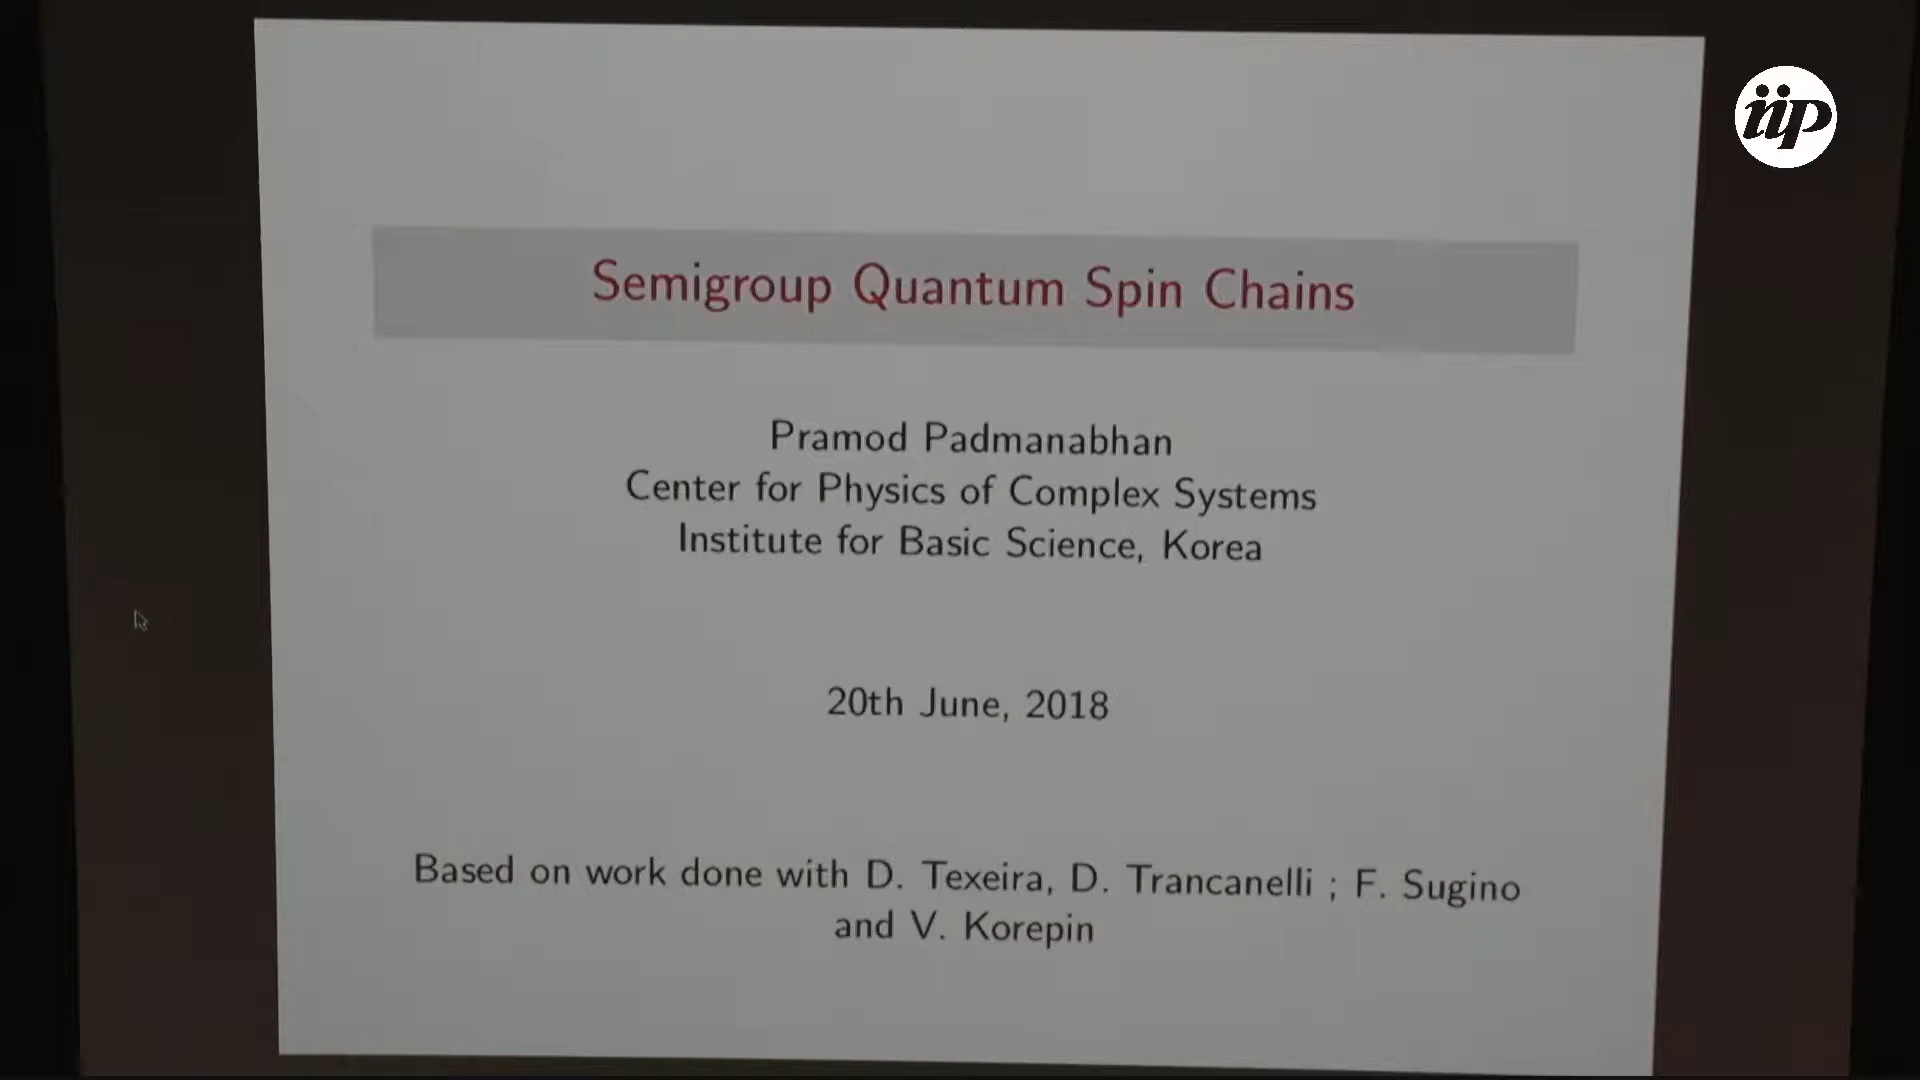 iip
Semigroup Quantum Spin Chains
Pramod Padmanabhan
Center for Physics of Complex Systems
Institute for Basic Science, Korea
20th June, 2018
Based on work done with D. Texeira, D. Trancanelli ; F. Sugino
and V. Korepin